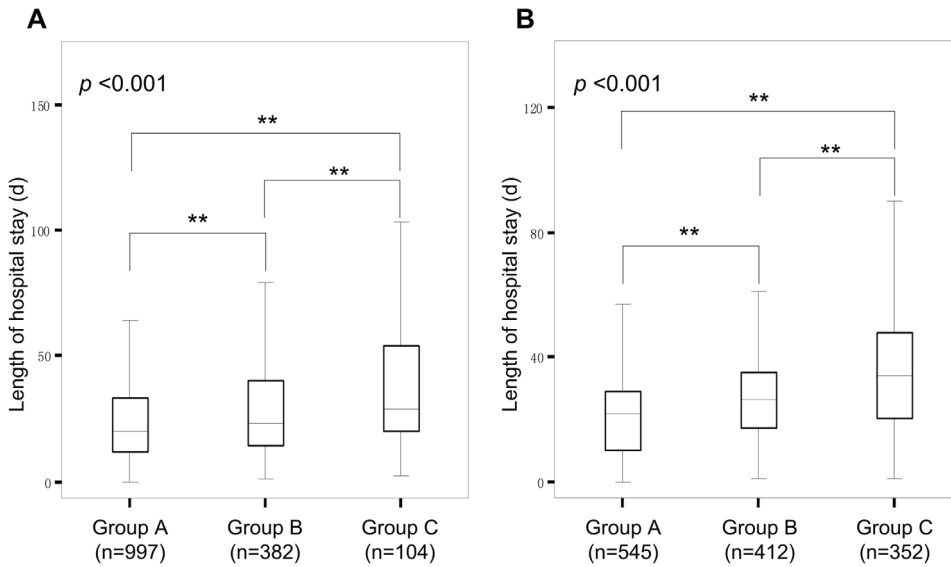 A
p <0.001
Length of hospital stay (d)
150
100
50
0
**
**
**
Group A
(n=997)
Group B
(n=382)
Group C
(n=104)
B
p <0.001
Length of hospital stay (d)
120
80
40
0
**
**
**
Group A
(n=545)
Group B
(n=412)
Group C
(n=352)